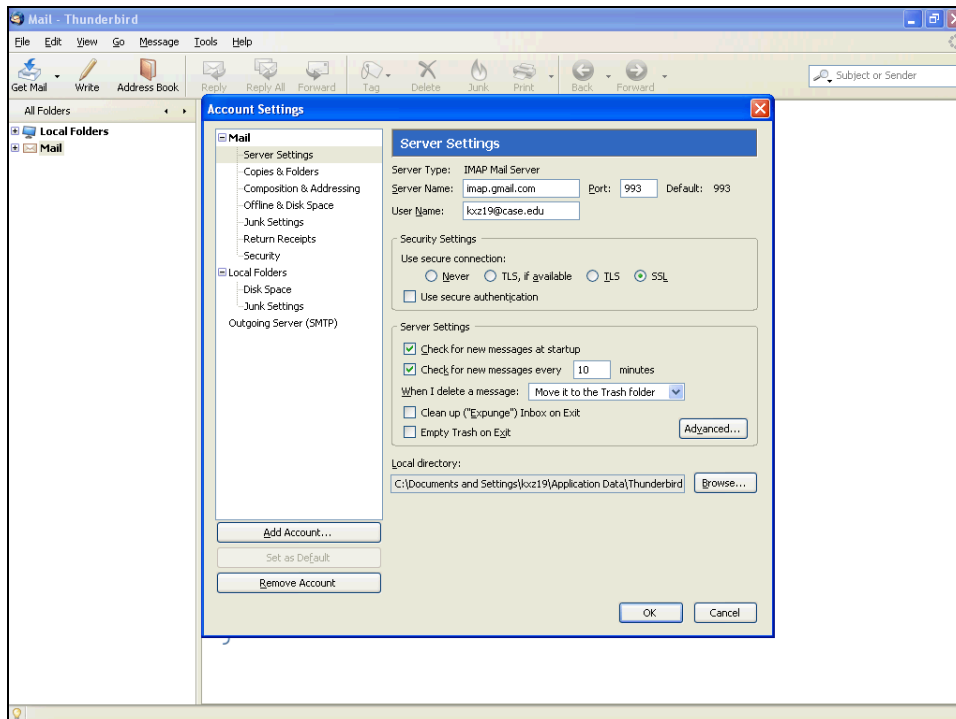 Mail - Thunderbird
File Edit View Go Message Tools Help
Get Mail Write Address Book Reply Reply All Forward Tag Delete Junk Print Back Forward Subject or Sender
All Folders
Local Folders
Mail
Account Settings
Mail
Server Settings
Copies & Folders
Composition & Addressing
Offline & Disk Space
Junk Settings
Return Receipts
Security
Local Folders
Disk Space
Junk Settings
Outgoing Server (SMTP)
Add Account...
Set as Default
Remove Account
Server Settings
Server Type: IMAP Mail Server
Server Name: imap.gmail.com Port: 993 Default: 993
User Name: kxz19@case.edu
Security Settings
Use secure connection:
Never TLS, if available TLS SSL
Use secure authentication
Server Settings
Check for new messages at startup
Check for new messages every 10 minutes
When I delete a message: Move it to the Trash folder
Clean up ("Expunge") Inbox on Exit
Empty Trash on Exit
Advanced...
Local directory:
C:\Documents and Settings\kxz19\Application Data\Thunderbird Browse...
OK Cancel